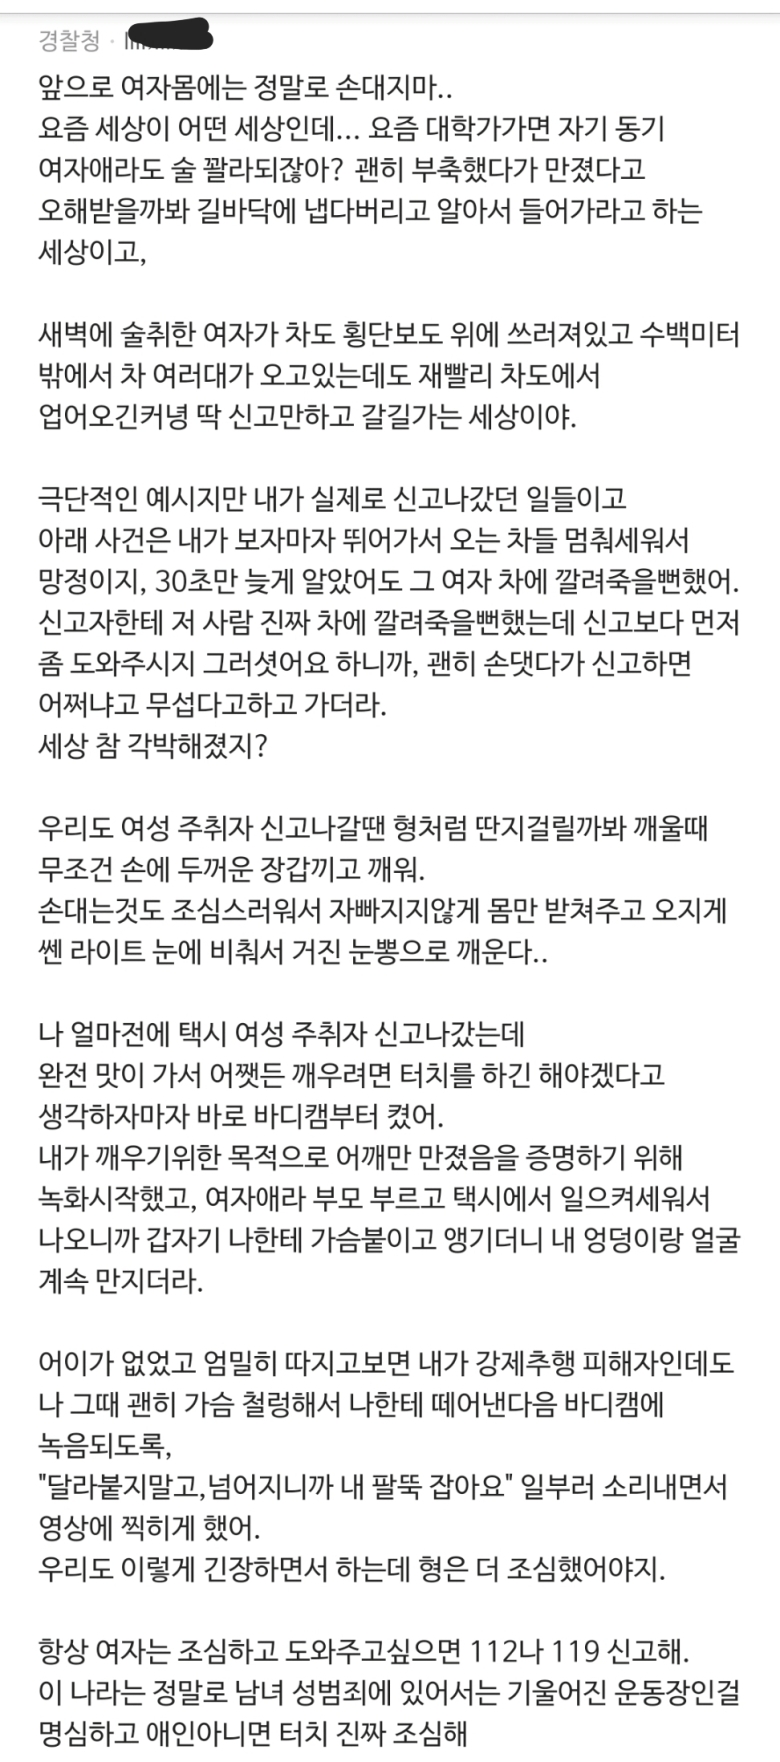 경찰청 ·
앞으로 여자몸에는 정말로 손대지마..
요즘 세상이 어떤 세상인데... 요즘 대학가가면 자기 동기
여자애라도 술 꽐라되잖아? 괜히 부축했다가 만졌다고
오해받을까봐 길바닥에 냅다버리고 알아서 들어가라고 하는
세상이고,
새벽에 술취한 여자가 차도 횡단보도 위에 쓰러져있고 수백미터
밖에서 차 여러대가 오고있는데도 재빨리 차도에서
업어오긴커녕 딱 신고만하고 갈길가는 세상이야.
극단적인 예시지만 내가 실제로 신고나갔던 일들이고
아래 사건은 내가 보자마자 뛰어가서 오는 차들 멈춰세워서
망정이지, 30초만 늦게 알았어도 그 여자 차에 깔려죽을뻔했어.
신고자한테 저 사람 진짜 차에 깔려죽을뻔했는데 신고보다 먼저
좀 도와주시지 그러셧어요 하니까, 괜히 손댓다가 신고하면
어쩌냐고 무섭다고하고 가더라.
세상 참 각박해졌지?
우리도 여성 주취자 신고나갈땐 형처럼 딴지걸릴까봐 깨울때
무조건 손에 두꺼운 장갑끼고 깨워.
손대는것도 조심스러워서 자빠지지않게 몸만 받쳐주고 오지게
쎈 라이트 눈에 비춰서 거진 눈뽕으로 깨운다..
나 얼마전에 택시 여성 주취자 신고나갔는데
완전 맛이 가서 어쨋든 깨우려면 터치를 하긴 해야겠다고
생각하자마자 바로 바디캠부터 켰어.
내가 깨우기위한 목적으로 어깨만 만졌음을 증명하기 위해
녹화시작했고, 여자애라 부모 부르고 택시에서 일으켜세워서
나오니까 갑자기 나한테 가슴붙이고 앵기더니 내 엉덩이랑 얼굴
계속 만지더라.
어이가 없었고 엄밀히 따지고보면 내가 강제추행 피해자인데도
나 그때 괜히 가슴 철렁해서 나한테 떼어낸다음 바디캠에
녹음되도록,
"달라붙지말고,넘어지니까 내 팔뚝 잡아요" 일부러 소리내면서
영상에 찍히게 했어.
우리도 이렇게 긴장하면서 하는데 형은 더 조심했어야지.
항상 여자는 조심하고 도와주고싶으면 112나 119 신고해.
이 나라는 정말로 남녀 성범죄에 있어서는 기울어진 운동장인걸
명심하고 애인아니면 터치 진짜 조심해